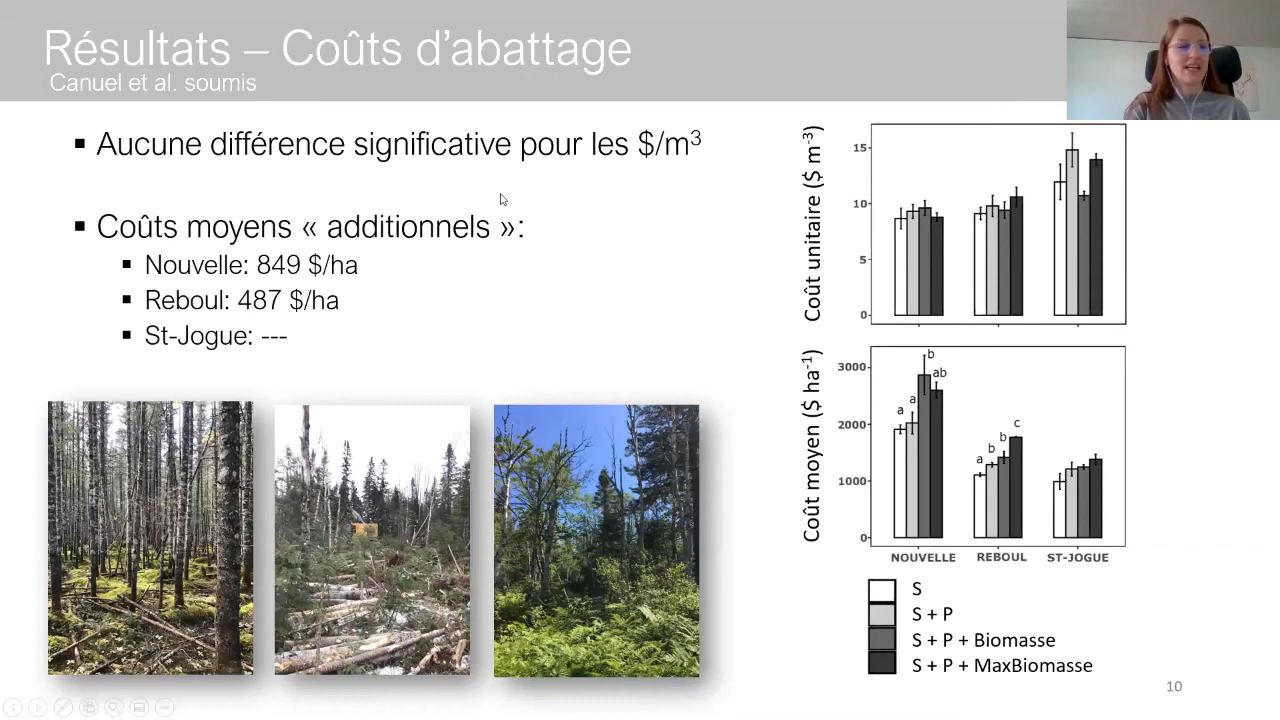 Résultats – Coûts d’abattage
Canuel et al. soumis
▪ Aucune différence significative pour les $/m³
▪ Coûts moyens « additionnels »:
▪ Nouvelle: 849 $/ha
▪ Reboul: 487 $/ha
▪ St-Jogue: ---
Coût unitaire ($ m⁻³)
15
10
5
0
Coût moyen ($ ha⁻¹)
3000
2000
1000
0
a a b ab
a b b c
NOUVELLE REBOUL ST-JOGUE
S
S + P
S + P + Biomasse
S + P + MaxBiomasse
10